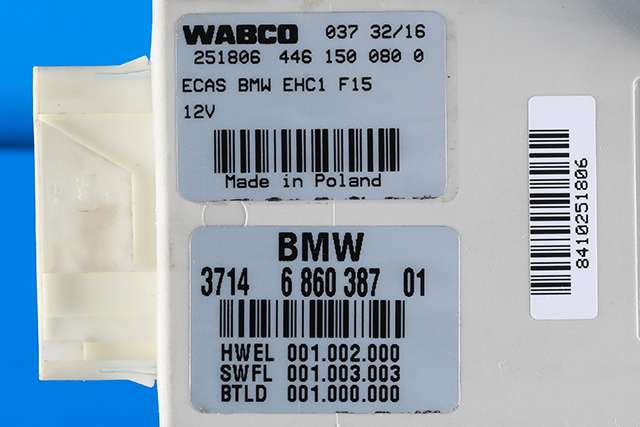 WABCO 037 32/16
251806 446 150 080 0
ECAS BMW EHC1 F15
12V
Made in Poland
BMW
3714 6 860 387 01
HWEL 001.002.000
SWFL 001.003.003
BTLD 001.000.000
8410251806